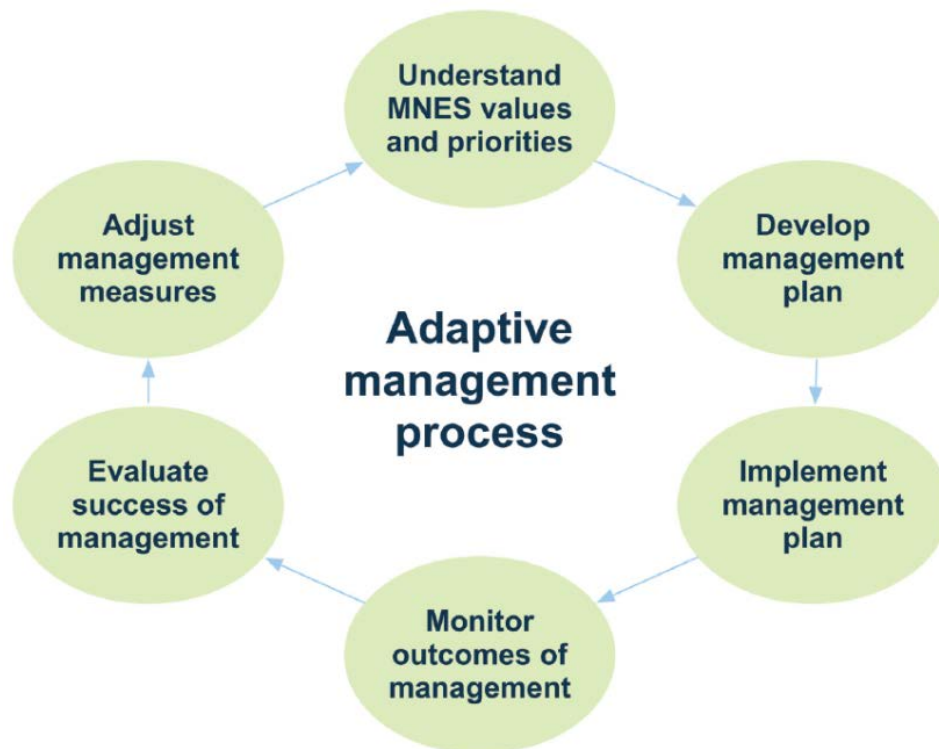 Understand
MNES values
and priorities
Develop
management
plan
Implement
management
plan
Monitor
outcomes of
management
Evaluate
success of
management
Adjust
management
measures
Adaptive
management
process